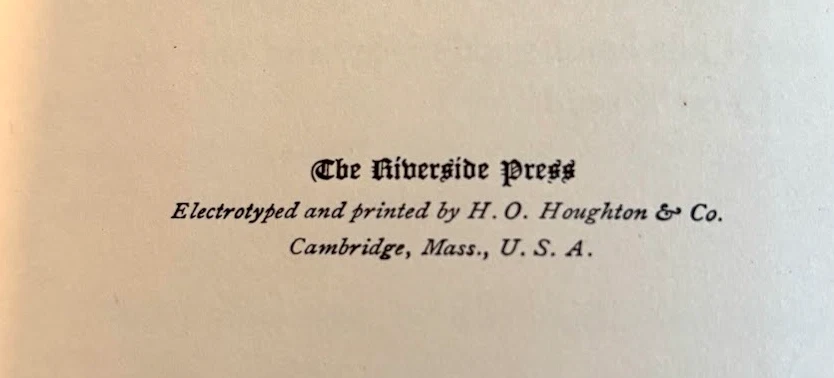 The Riverside Press
Electrotyped and printed by H. O. Houghton & Co.
Cambridge, Mass., U. S. A.